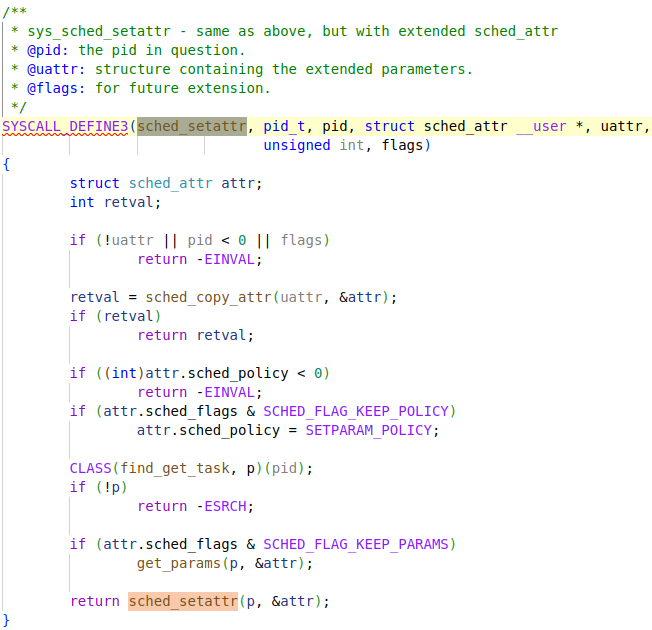 /**
 * sys_sched_setattr - same as above, but with extended sched_attr
 * @pid: the pid in question.
 * @uattr: structure containing the extended parameters.
 * @flags: for future extension.
 */
SYSCALL_DEFINE3(sched_setattr, pid_t, pid, struct sched_attr __user *, uattr,
                               unsigned int, flags)
{
        struct sched_attr attr;
        int retval;

        if (!uattr || pid < 0 || flags)
                return -EINVAL;

        retval = sched_copy_attr(uattr, &attr);
        if (retval)
                return retval;

        if ((int)attr.sched_policy < 0)
                return -EINVAL;
        if (attr.sched_flags & SCHED_FLAG_KEEP_POLICY)
                attr.sched_policy = SETPARAM_POLICY;

        CLASS(find_get_task, p)(pid);
        if (!p)
                return -ESRCH;

        if (attr.sched_flags & SCHED_FLAG_KEEP_PARAMS)
                get_params(p, &attr);

        return sched_setattr(p, &attr);
}